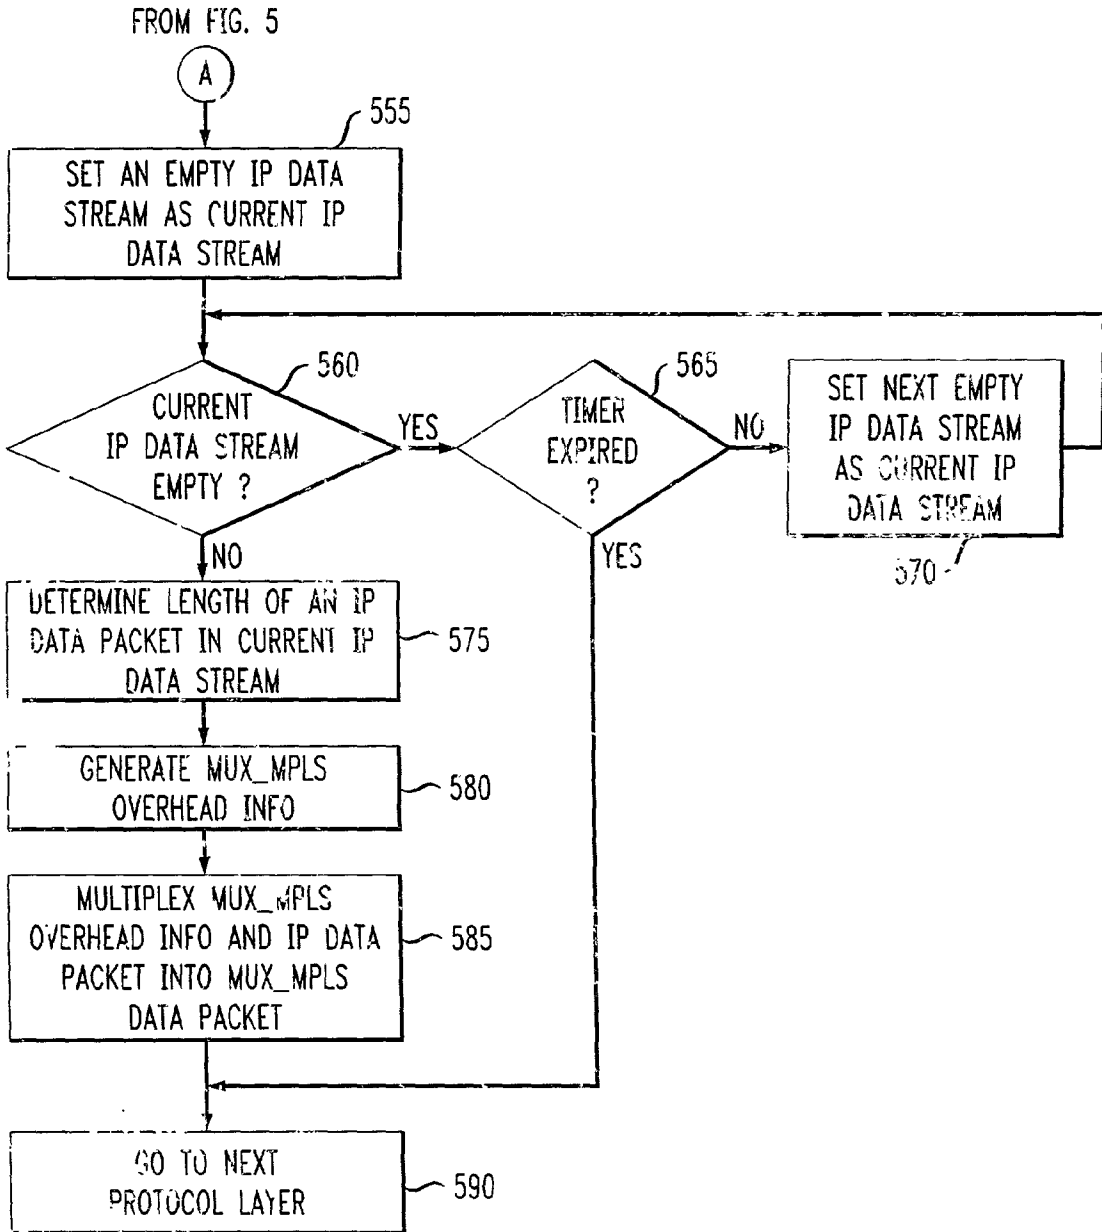 FROM FIG. 5
A
555
SET AN EMPTY IP DATA
STREAM AS CURRENT IP
DATA STREAM
560
CURRENT
IP DATA STREAM
EMPTY ?
YES
565
TIMER
EXPIRED
?
NO
SET NEXT EMPTY
IP DATA STREAM
AS CURRENT IP
DATA STREAM
570
NO
YES
DETERMINE LENGTH OF AN IP
DATA PACKET IN CURRENT IP
DATA STREAM
575
GENERATE MUX_MPLS
OVERHEAD INFO
580
MULTIPLEX MUX_MPLS
OVERHEAD INFO AND IP DATA
PACKET INTO MUX_MPLS
DATA PACKET
585
GO TO NEXT
PROTOCOL LAYER
590